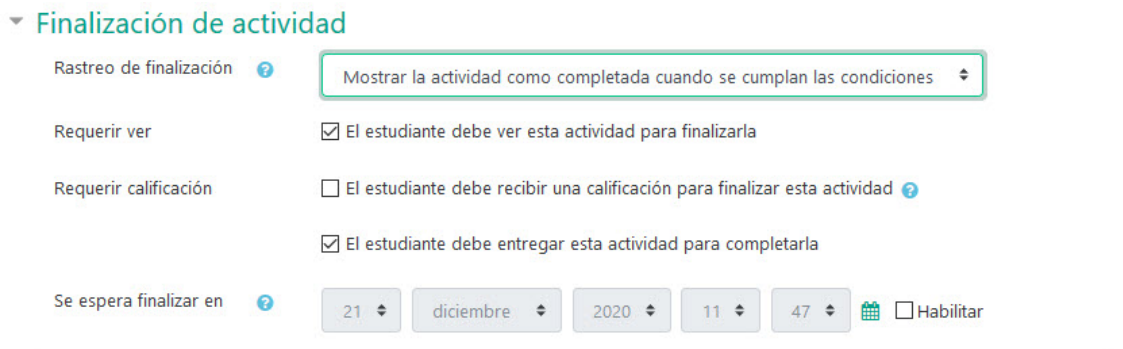 Finalización de actividad
Rastreo de finalización Mostrar la actividad como completada cuando se cumplan las condiciones
Requerir ver El estudiante debe ver esta actividad para finalizarla
Requerir calificación El estudiante debe recibir una calificación para finalizar esta actividad
El estudiante debe entregar esta actividad para completarla
Se espera finalizar en 21 diciembre 2020 11 47 Habilitar